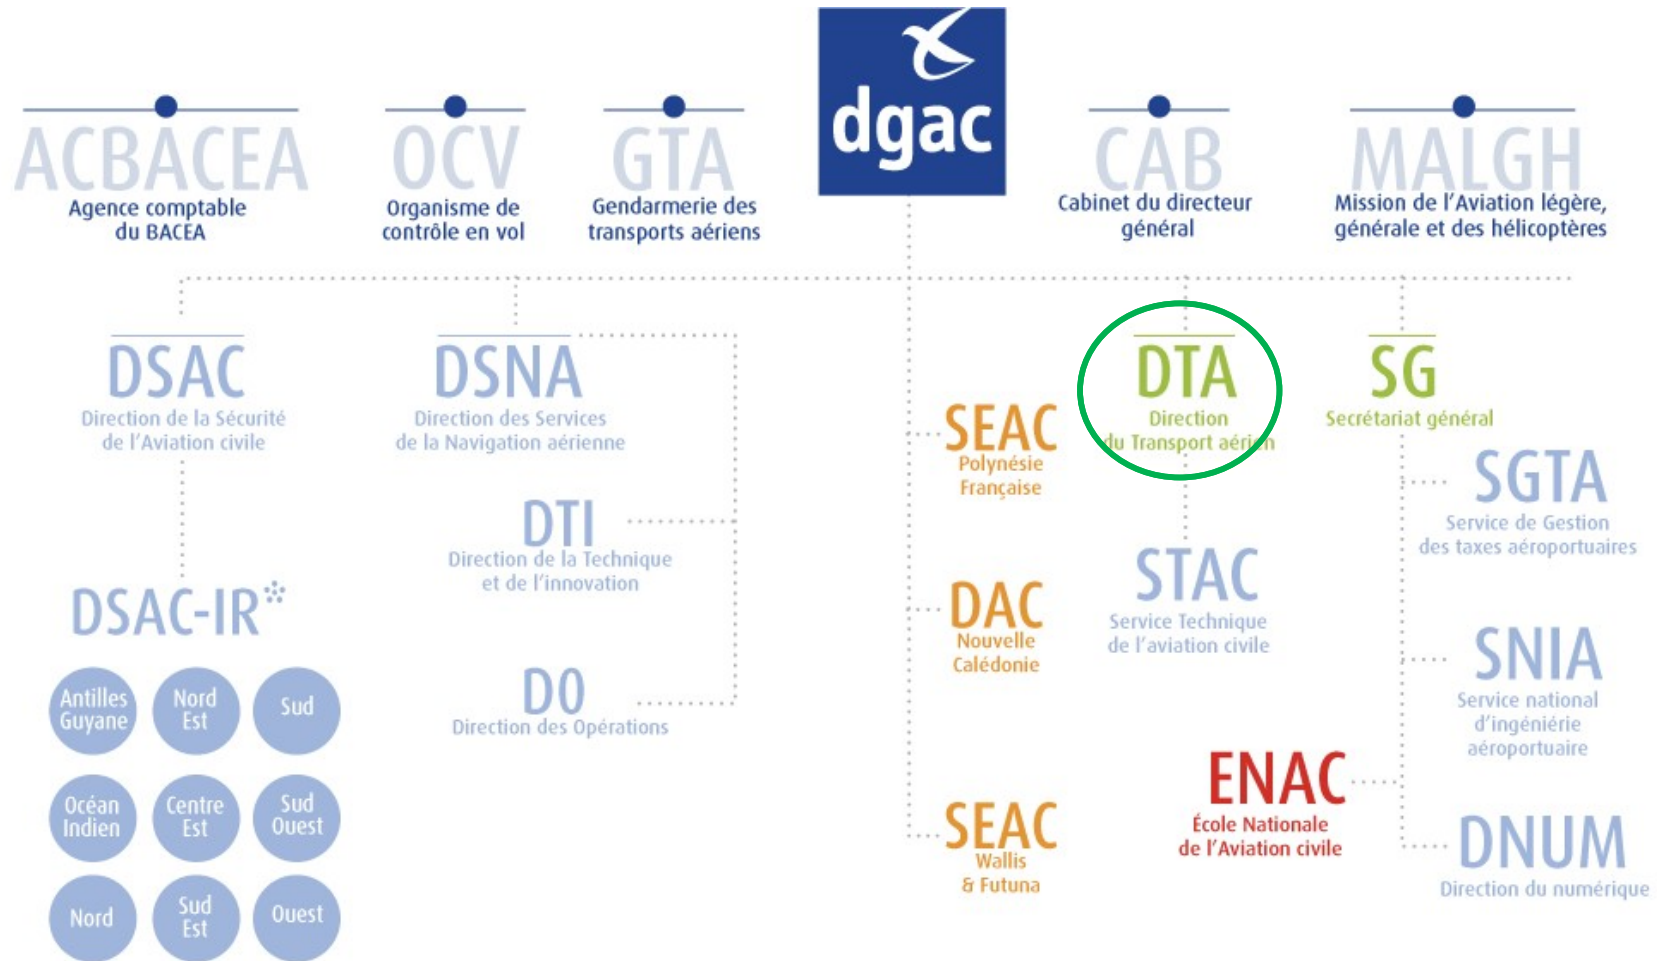 dgac
ACBACEA
Agence comptable
du BACEA
OCV
Organisme de
contrôle en vol
GTA
Gendarmerie des
transports aériens
CAB
Cabinet du directeur
général
MALGH
Mission de l'Aviation légère,
générale et des hélicoptères
DSAC
Direction de la Sécurité
de l'Aviation civile
DSAC-IR
Antilles
Guyane
Nord
Est
Sud
Océan
Indien
Centre
Est
Sud
Ouest
Nord
Sud
Est
Ouest
DSNA
Direction des Services
de la Navigation aérienne
DTI
Direction de la Technique
et de l'innovation
DO
Direction des Opérations
SEAC
Polynésie
Française
DAC
Nouvelle
Calédonie
SEAC
Wallis
& Futuna
DTA
Direction
du Transport aérien
STAC
Service Technique
de l'aviation civile
SG
Secrétariat général
SGTA
Service de Gestion
des taxes aéroportuaires
SNIA
Service national
d'ingéniérie
aéroportuaire
ENAC
École Nationale
de l'Aviation civile
DNUM
Direction du numérique